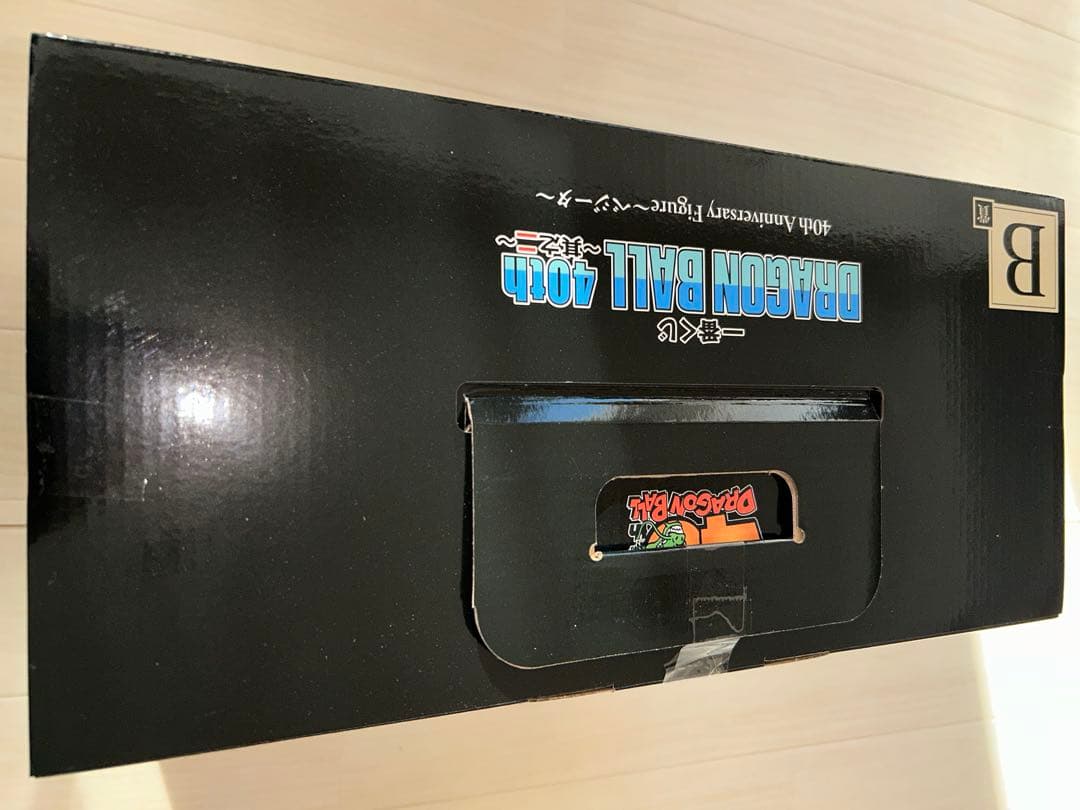 B
賞
一番くじ
DRAGON BALL 40th
~其之二~
40th Anniversary Figure~ベジータ~
DRAGON BALL
40th